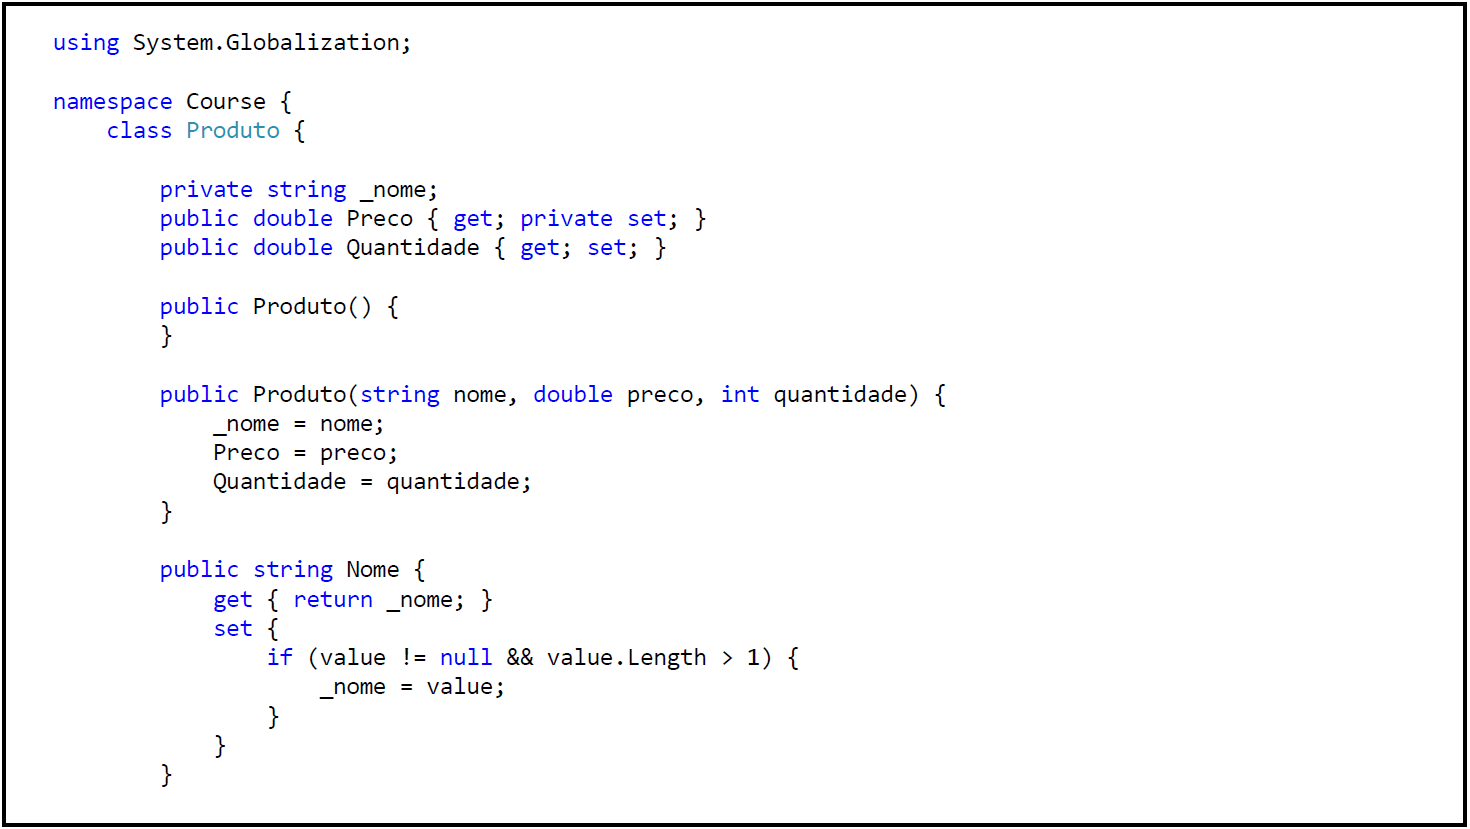 using System.Globalization;
namespace Course {
class Produto {
private string _nome;
public double Preco { get; private set; }
public double Quantidade { get; set; }
public Produto() {
}
public Produto(string nome, double preco, int quantidade) {
_nome = nome;
Preco = preco;
Quantidade = quantidade;
}
public string Nome {
get { return _nome; }
set {
if (value != null && value.Length > 1) {
_nome = value;
}
}
}